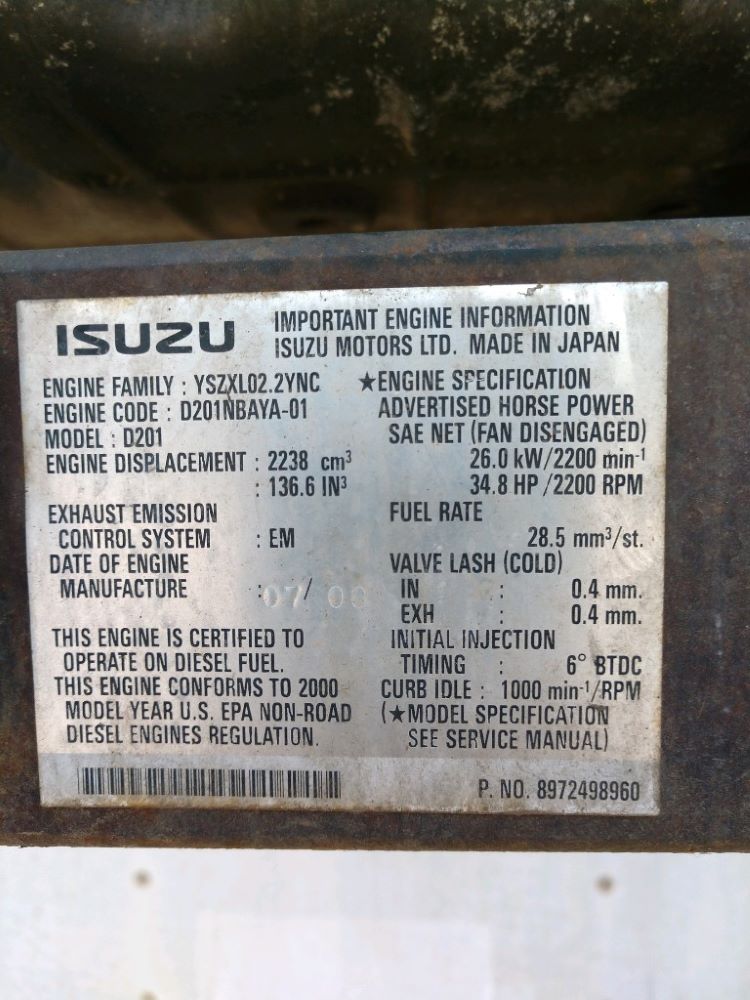 ISUZU
IMPORTANT ENGINE INFORMATION
ISUZU MOTORS LTD. MADE IN JAPAN
ENGINE FAMILY : YSZXL02.2YNC
ENGINE CODE : D201NBAYA-01
MODEL : D201
ENGINE DISPLACEMENT : 2238 cm³
: 136.6 IN³
EXHAUST EMISSION
CONTROL SYSTEM : EM
DATE OF ENGINE
MANUFACTURE : 07/ 00
THIS ENGINE IS CERTIFIED TO
OPERATE ON DIESEL FUEL.
THIS ENGINE CONFORMS TO 2000
MODEL YEAR U.S. EPA NON-ROAD
DIESEL ENGINES REGULATION.
★ENGINE SPECIFICATION
ADVERTISED HORSE POWER
SAE NET (FAN DISENGAGED)
26.0 kW/2200 min⁻¹
34.8 HP /2200 RPM
FUEL RATE
28.5 mm³/st.
VALVE LASH (COLD)
IN : 0.4 mm.
EXH : 0.4 mm.
INITIAL INJECTION
TIMING : 6° BTDC
CURB IDLE : 1000 min⁻¹/RPM
(★MODEL SPECIFICATION
SEE SERVICE MANUAL)
P. NO. 8972498960